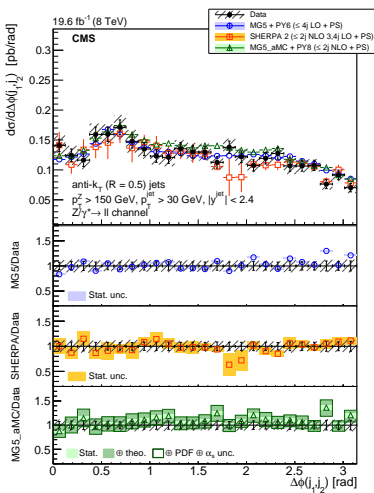 Data
MG5 + PY6 (≤ 4j LO + PS)
SHERPA 2 (≤ 2j NLO 3,4j LO + PS)
MG5_aMC + PY8 (≤ 2j NLO + PS)
19.6 fb⁻¹ (8 TeV)
CMS
dσ/dΔϕ(j₁j₂) [pb/rad]
0.35
0.3
0.25
0.2
0.15
0.1
0.05
anti-k_T (R = 0.5) jets
p_T^Z > 150 GeV, p_T^jet > 30 GeV, |y^jet| < 2.4
Z/γ* → ll channel
MG5/Data
1.5
1
0.5
Stat. unc.
SHERPA/Data
1.5
1
0.5
Stat. unc.
MG5_aMC/Data
1.5
1
0.5
Stat. ⊕ theo. ⊕ PDF ⊕ αₛ unc.
0 0.5 1 1.5 2 2.5 3
Δϕ(j₁j₂) [rad]